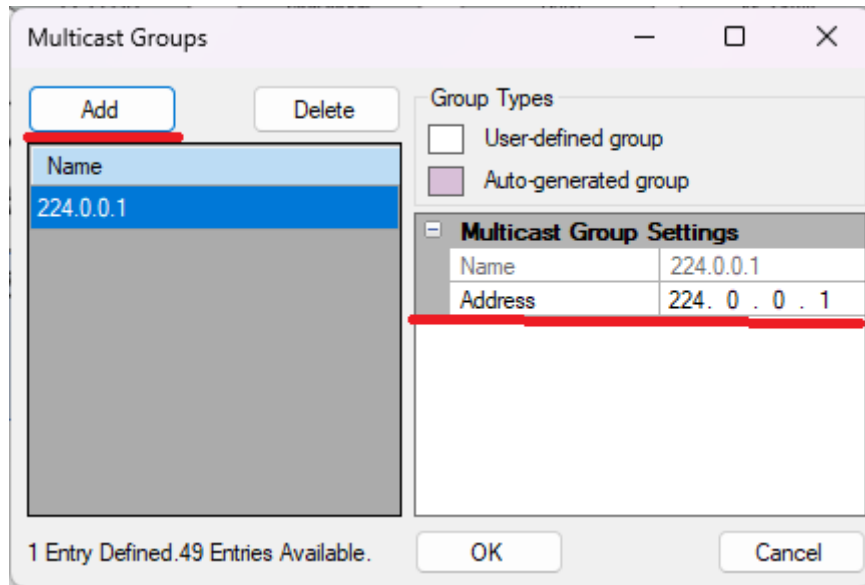 Multicast Groups
Add
Delete
Name
224.0.0.1
1 Entry Defined.49 Entries Available.
Group Types
User-defined group
Auto-generated group
Multicast Group Settings
Name 224.0.0.1
Address 224. 0 . 0 . 1
OK
Cancel